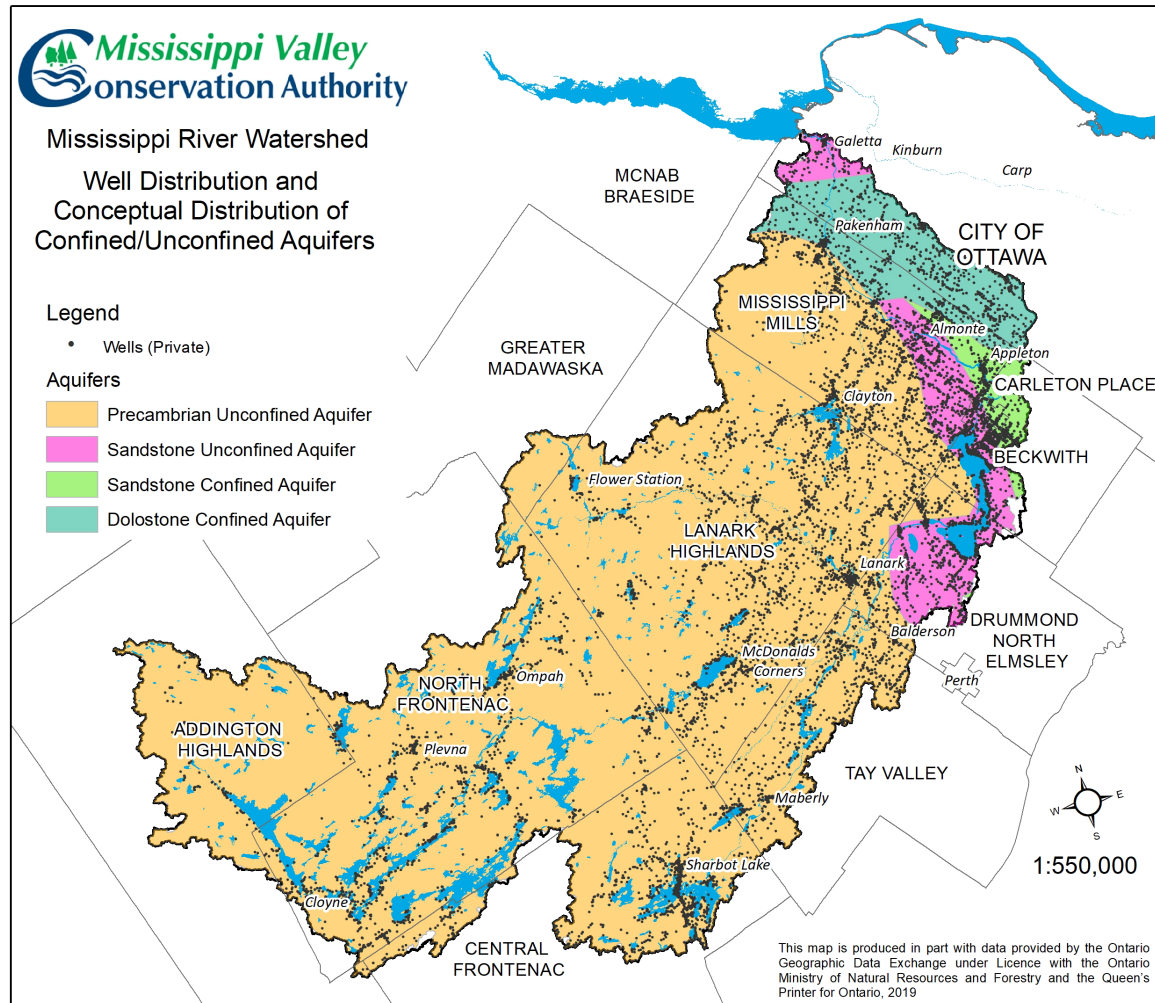 Mississippi Valley
Conservation Authority
Mississippi River Watershed
Well Distribution and
Conceptual Distribution of
Confined/Unconfined Aquifers
Legend
Wells (Private)
Aquifers
Precambrian Unconfined Aquifer
Sandstone Unconfined Aquifer
Sandstone Confined Aquifer
Dolostone Confined Aquifer
Galetta
Kinburn
Carp
MCNAB
BRAESIDE
Pakenham
CITY OF
OTTAWA
MISSISSIPPI
MILLS
Almonte
GREATER
MADAWASKA
Appleton
CARLETON PLACE
Clayton
BECKWITH
Flower Station
LANARK
HIGHLANDS
Lanark
Balderson
DRUMMOND
NORTH
ELMSLEY
McDonalds
Corners
Perth
Ompah
NORTH
FRONTENAC
ADDINGTON
HIGHLANDS
Plevna
TAY VALLEY
Maberly
N
E
W
S
1:550,000
Sharbot Lake
Cloyne
CENTRAL
FRONTENAC
This map is produced in part with data provided by the Ontario
Geographic Data Exchange under Licence with the Ontario
Ministry of Natural Resources and Forestry and the Queen's
Printer for Ontario, 2019